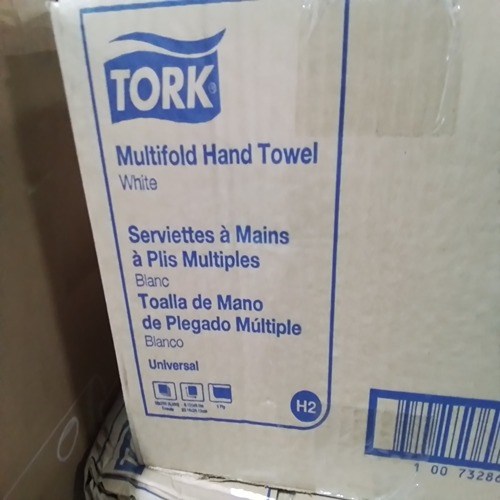 TORK
Multifold Hand Towel
White
Serviettes à Mains
à Plis Multiples
Blanc
Toalla de Mano
de Plegado Múltiple
Blanco
Universal
H2
1 00 7328